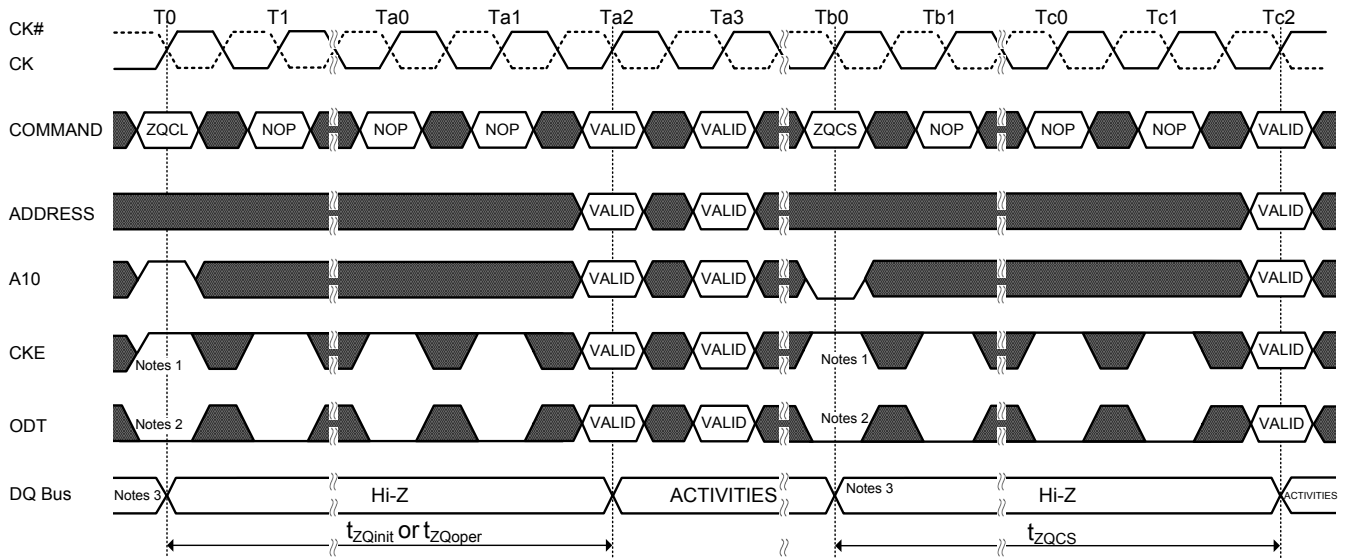 T0 T1 Ta0 Ta1 Ta2 Ta3 Tb0 Tb1 Tc0 Tc1 Tc2
CK#
CK
COMMAND ZQCL NOP NOP NOP VALID VALID ZQCS NOP NOP NOP VALID
ADDRESS VALID VALID VALID
A10 VALID VALID VALID
CKE Notes 1 VALID VALID Notes 1 VALID
ODT Notes 2 VALID VALID Notes 2 VALID
DQ Bus Notes 3 Hi-Z ACTIVITIES Notes 3 Hi-Z ACTIVITIES
tZQinit or tZQoper tZQCS